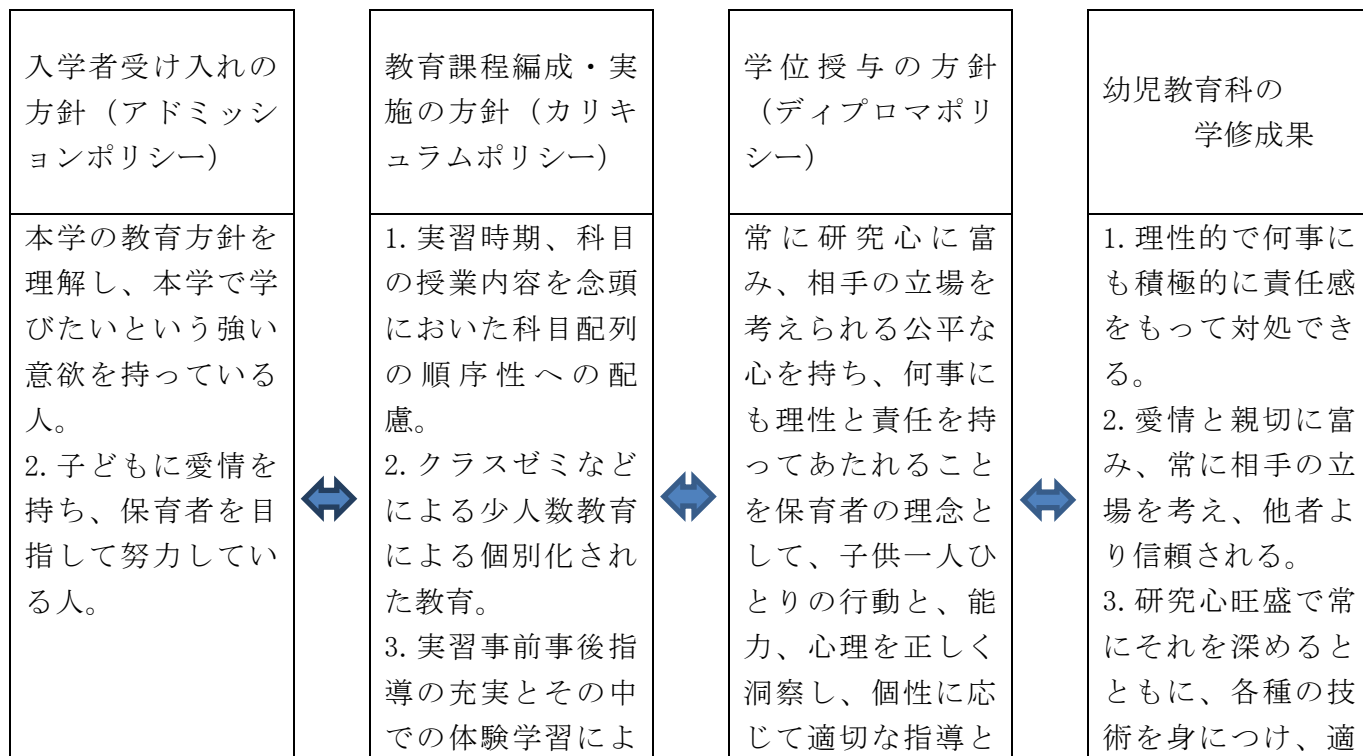 入学者受け入れの
方針（アドミッシ
ョンポリシー）
本学の教育方針を
理解し、本学で学
びたいという強い
意欲を持っている
人。
2.子どもに愛情を
持ち、保育者を目
指して努力してい
る人。
教育課程編成・実
施の方針（カリキ
ュラムポリシー）
1.実習時期、科目
の授業内容を念頭
においた科目配列
の順序性への配
慮。
2.クラスゼミなど
による少人数教育
による個別化され
た教育。
3.実習事前事後指
導の充実とその中
での体験学習によ
学位授与の方針
（ディプロマポリ
シー）
常に研究心に富
み、相手の立場を
考えられる公平な
心を持ち、何事に
も理性と責任を持
ってあたれること
を保育者の理念と
して、子供一人ひ
とりの行動と、能
力、心理を正しく
洞察し、個性に応
じて適切な指導と
幼児教育科の
学修成果
1.理性的で何事に
も積極的に責任感
をもって対処でき
る。
2.愛情と親切に富
み、常に相手の立
場を考え、他者よ
り信頼される。
3.研究心旺盛で常
にそれを深めると
ともに、各種の技
術を身につけ、適